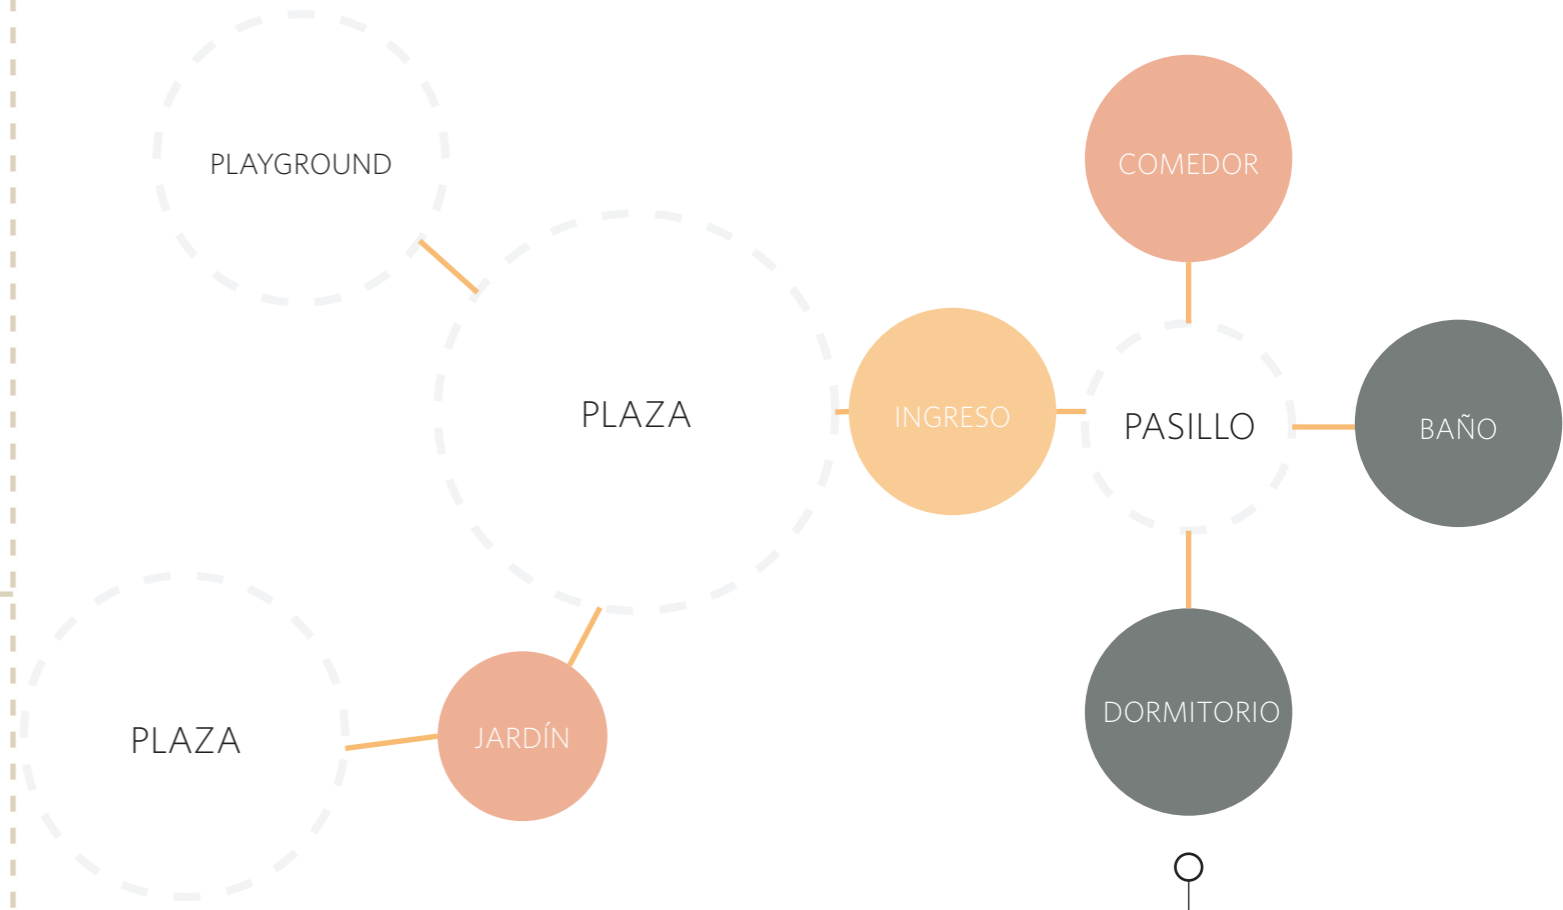 PLAYGROUND
COMEDOR
PLAZA
INGRESO
PASILLO
BAÑO
PLAZA
JARDÍN
DORMITORIO